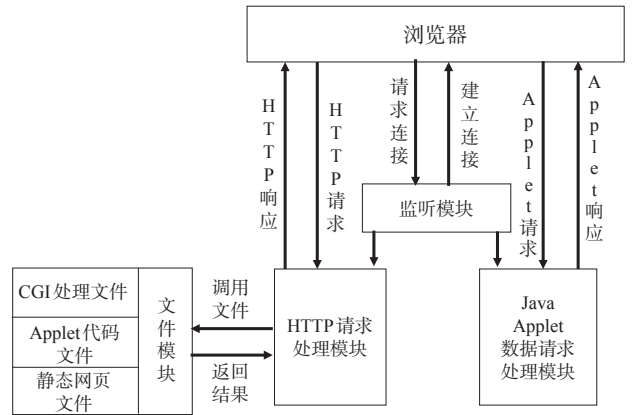 浏览器
HTTP响应
HTTP请求
请求连接
建立连接
Applet请求
Applet响应
监听模块
CGI处理文件
Applet代码
文件
静态网页
文件
文件模块
调用
文件
返回
结果
HTTP请求
处理模块
Java
Applet
数据请求
处理模块